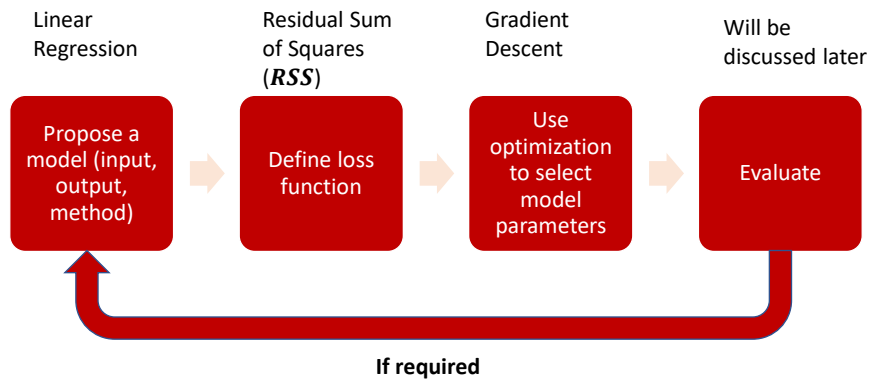 Linear
Regression
Residual Sum
of Squares
(RSS)
Gradient
Descent
Will be
discussed later
Propose a
model (input,
output,
method)
Define loss
function
Use
optimization
to select
model
parameters
Evaluate
If required